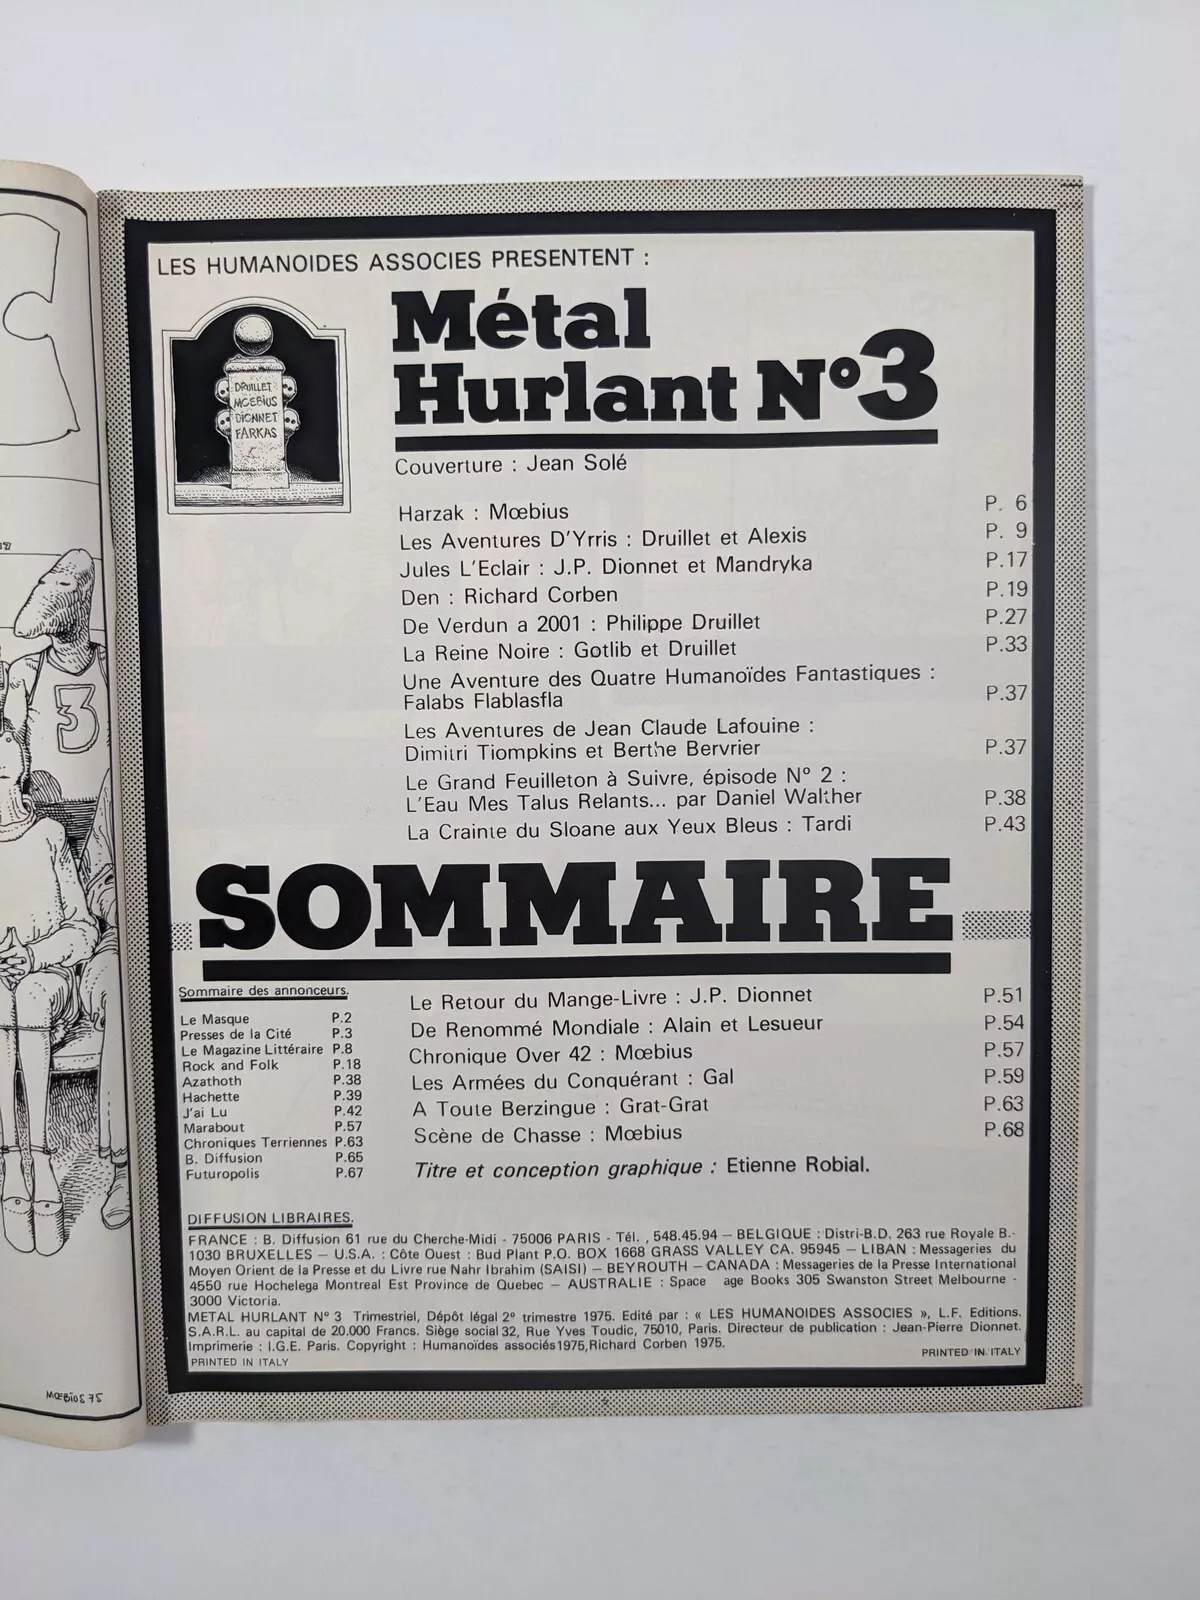 LES HUMANOIDES ASSOCIES PRESENTENT :
DRUILLET
MOEBIUS
DIONNET
FARKAS
Métal
Hurlant N°3
Couverture : Jean Solé
Harzak : Mœbius P. 6
Les Aventures D'Yrris : Druillet et Alexis P. 9
Jules L'Eclair : J.P. Dionnet et Mandryka P.17
Den : Richard Corben P.19
De Verdun a 2001 : Philippe Druillet P.27
La Reine Noire : Gotlib et Druillet P.33
Une Aventure des Quatre Humanoïdes Fantastiques :
Falabs Flablasfla P.37
Les Aventures de Jean Claude Lafouine :
Dimitri Tiompkins et Berthe Bervrier P.37
Le Grand Feuilleton à Suivre, épisode N° 2 :
L'Eau Mes Talus Relants... par Daniel Walther P.38
La Crainte du Sloane aux Yeux Bleus : Tardi P.43
SOMMAIRE
Sommaire des annonceurs.
Le Masque P.2
Presses de la Cité P.3
Le Magazine Littéraire P.8
Rock and Folk P.18
Azathoth P.38
Hachette P.39
J'ai Lu P.42
Marabout P.57
Chroniques Terriennes P.63
B. Diffusion P.65
Futuropolis P.67
Le Retour du Mange-Livre : J.P. Dionnet P.51
De Renommé Mondiale : Alain et Lesueur P.54
Chronique Over 42 : Mœbius P.57
Les Armées du Conquérant : Gal P.59
A Toute Berzingue : Grat-Grat P.63
Scène de Chasse : Mœbius P.68
Titre et conception graphique : Etienne Robial.
DIFFUSION LIBRAIRES.
FRANCE : B. Diffusion 61 rue du Cherche-Midi - 75006 PARIS - Tél. , 548.45.94 – BELGIQUE : Distri-B.D. 263 rue Royale B.-
1030 BRUXELLES – U.S.A. : Côte Ouest : Bud Plant P.O. BOX 1668 GRASS VALLEY CA. 95945 – LIBAN : Messageries du
Moyen Orient de la Presse et du Livre rue Nahr Ibrahim (SAISI) – BEYROUTH – CANADA : Messageries de la Presse International
4550 rue Hochelega Montreal Est Province de Quebec – AUSTRALIE : Space age Books 305 Swanston Street Melbourne -
3000 Victoria.
METAL HURLANT N° 3 Trimestriel, Dépôt légal 2° trimestre 1975. Edité par : « LES HUMANOIDES ASSOCIES », L.F. Editions.
S.A.R.L. au capital de 20.000 Francs. Siège social 32, Rue Yves Toudic, 75010, Paris. Directeur de publication : Jean-Pierre Dionnet.
Imprimerie : I.G.E. Paris. Copyright : Humanoïdes associés 1975, Richard Corben 1975.
PRINTED IN ITALY PRINTED IN ITALY
3
MŒBIUS 75